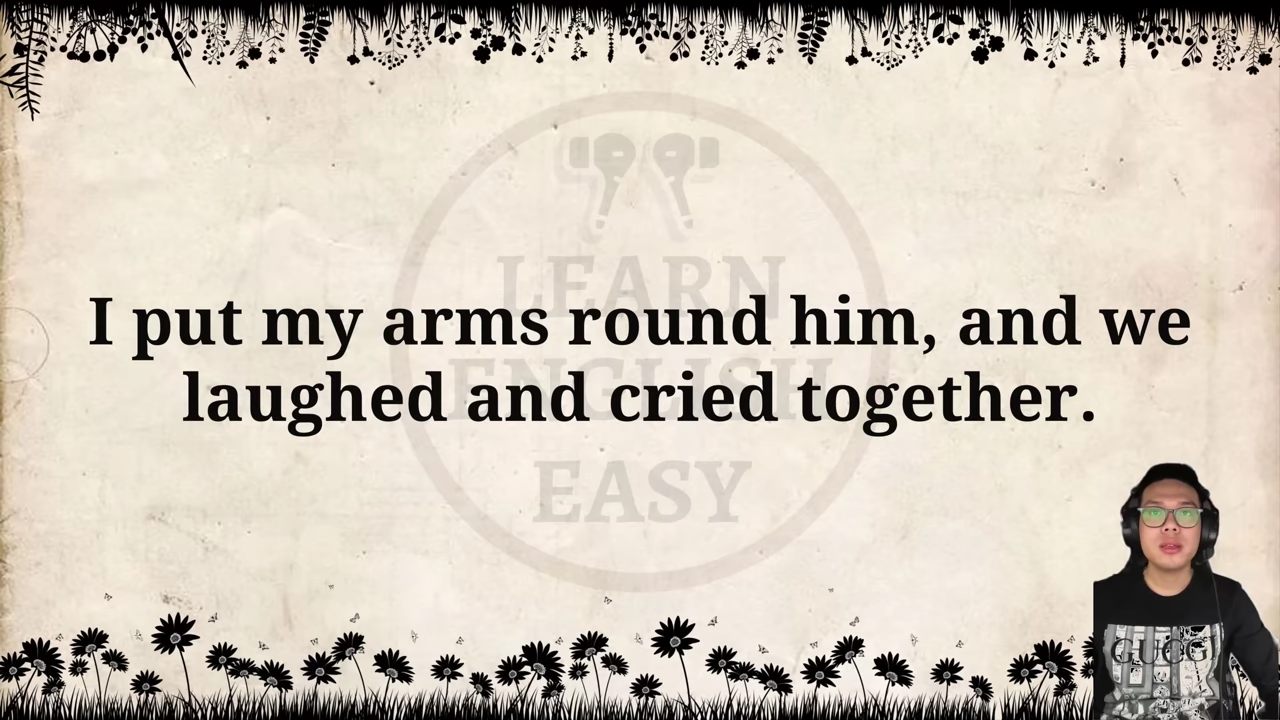 LEARN
ENGLISH
EASY
I put my arms round him, and we
laughed and cried together.
GUCCI